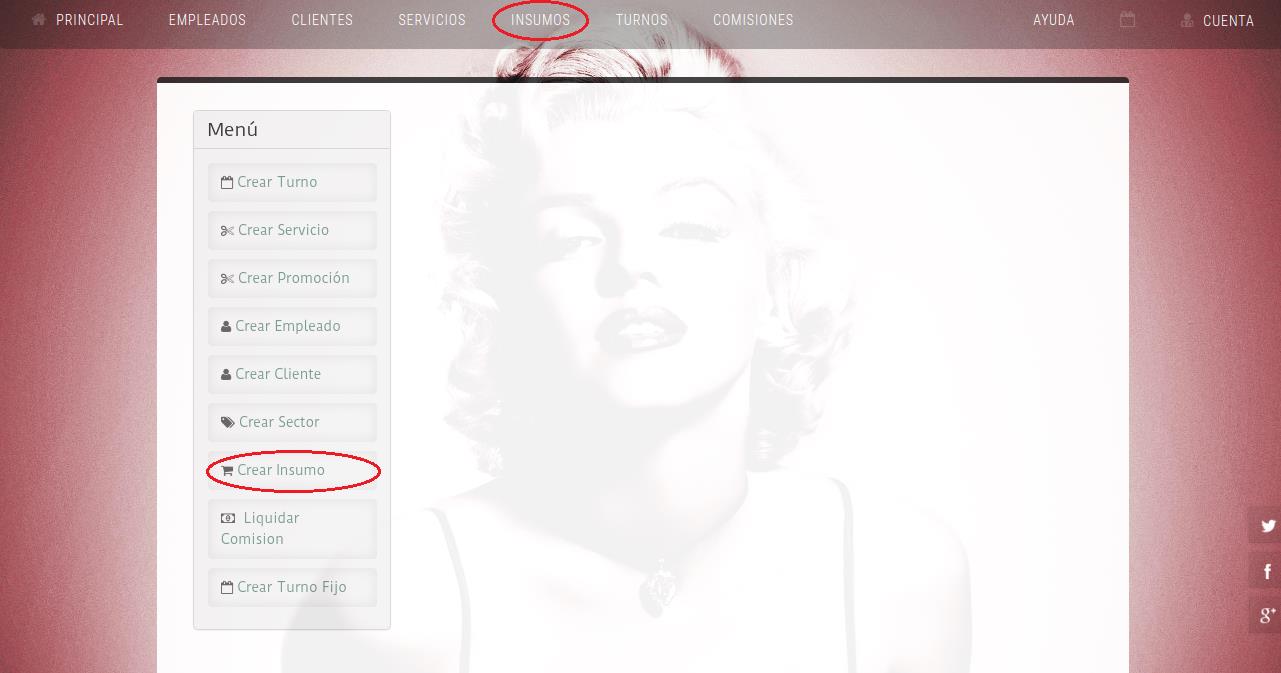 PRINCIPAL EMPLEADOS CLIENTES SERVICIOS INSUMOS TURNOS COMISIONES AYUDA CUENTA
Menú
Crear Turno
Crear Servicio
Crear Promoción
Crear Empleado
Crear Cliente
Crear Sector
Crear Insumo
Liquidar
Comision
Crear Turno Fijo